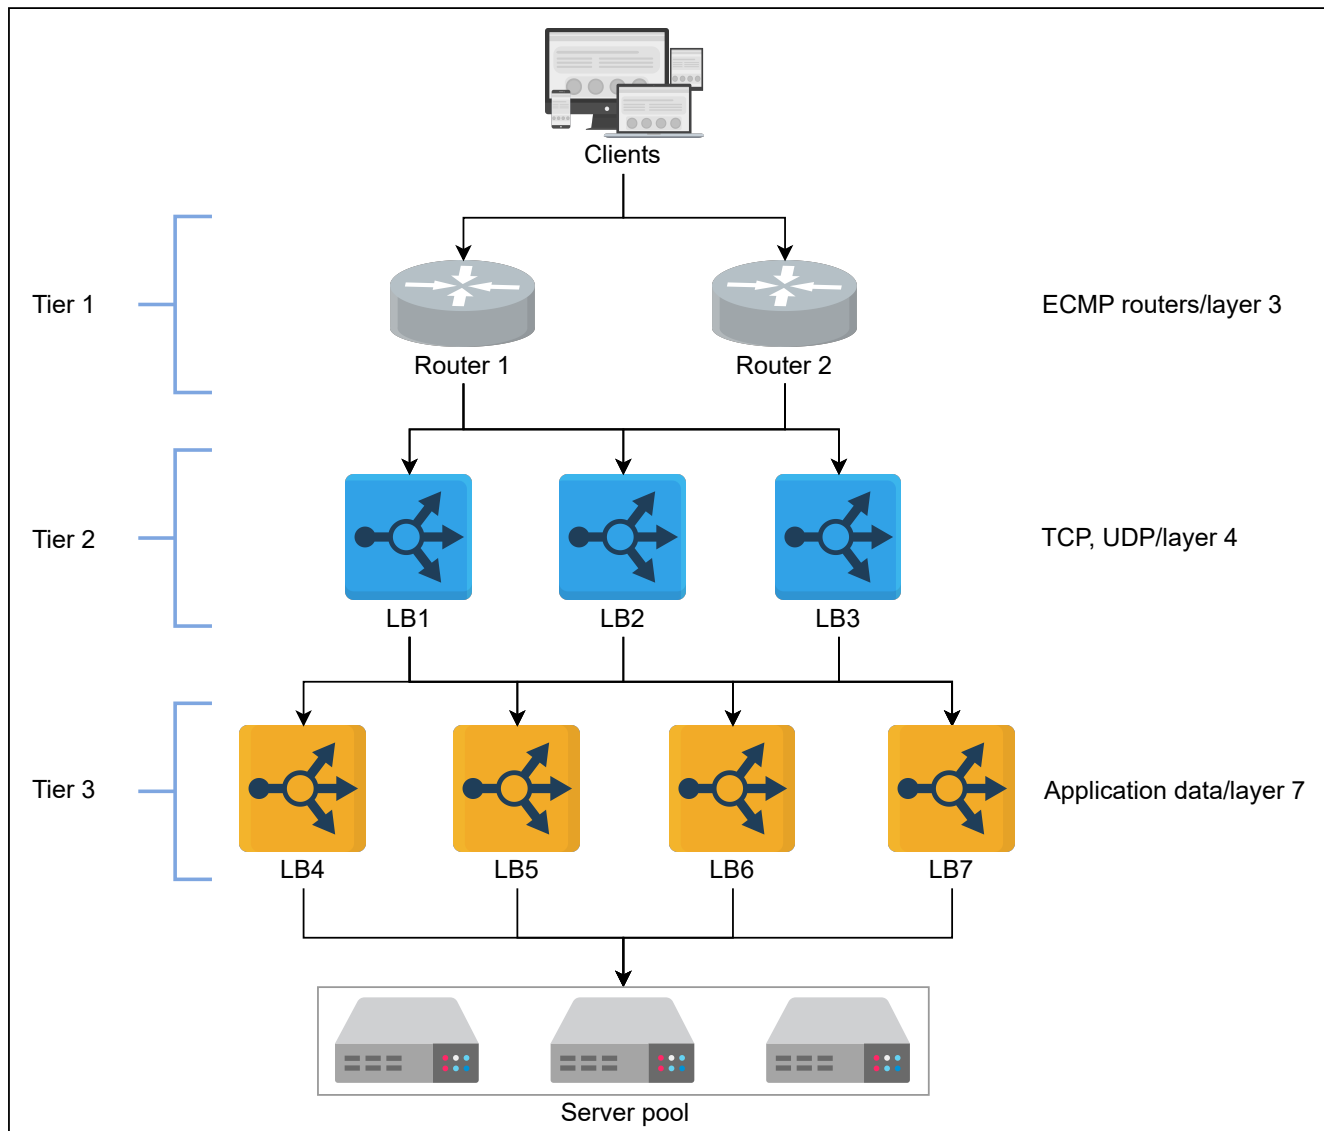 Clients
Tier 1
ECMP routers/layer 3
Router 1
Router 2
Tier 2
TCP, UDP/layer 4
LB1
LB2
LB3
Tier 3
Application data/layer 7
LB4
LB5
LB6
LB7
Server pool